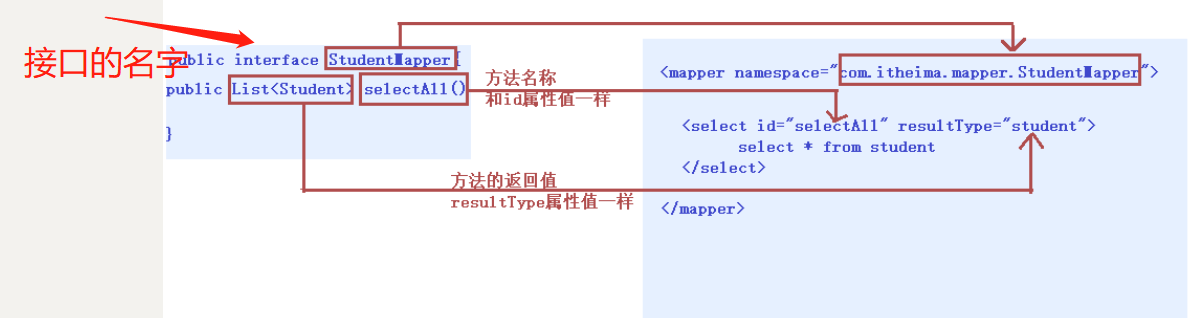 接口的名字
public interface StudentMapper{
public List<Student> selectAll()
}
方法名称
和id属性值一样
方法的返回值
resultType属性值一样
<mapper namespace="com.itheima.mapper.StudentMapper">
<select id="selectAll" resultType="student">
select * from student
</select>
</mapper>